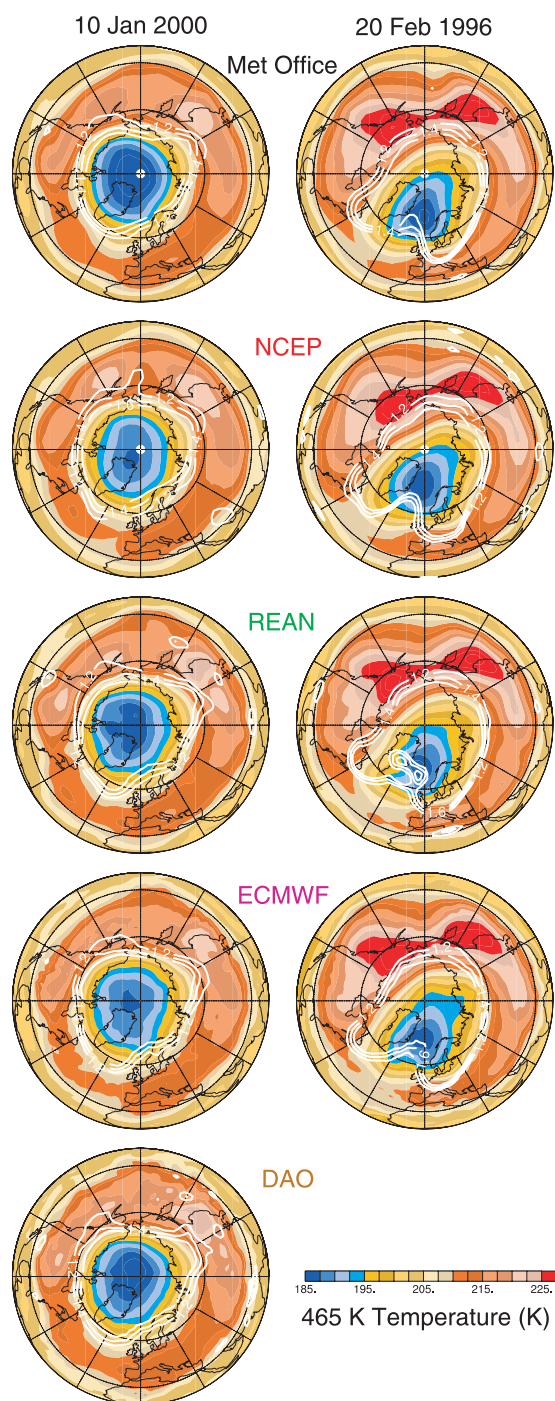 10 Jan 2000 20 Feb 1996
Met Office
NCEP
REAN
ECMWF
DAO
185. 195. 205. 215. 225.
465 K Temperature (K)